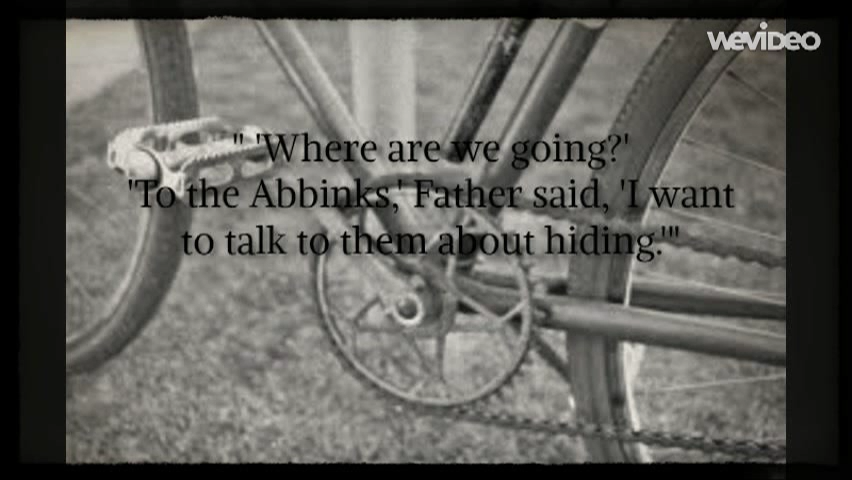 WEVIDEO
" 'Where are we going?'
'To the Abbinks,' Father said, 'I want
to talk to them about hiding.'"